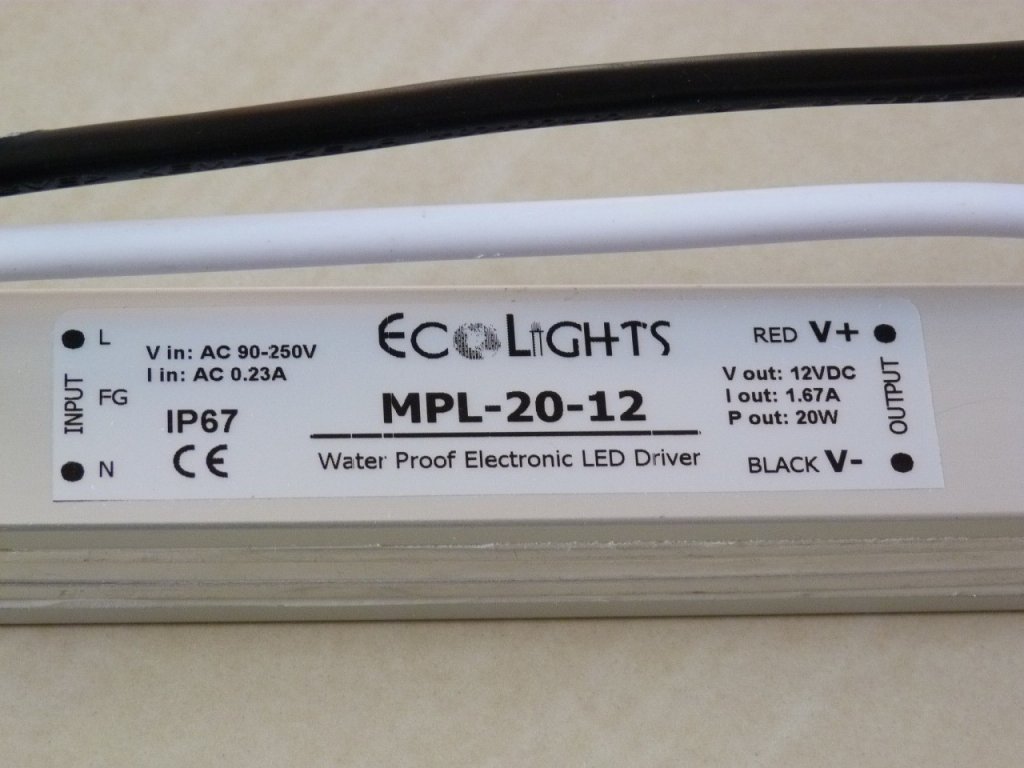 INPUT
L
FG
N
V in: AC 90-250V
I in: AC 0.23A
IP67
CE
ECOLIGHTS
MPL-20-12
Water Proof Electronic LED Driver
RED V+
V out: 12VDC
I out: 1.67A
P out: 20W
BLACK V-
OUTPUT